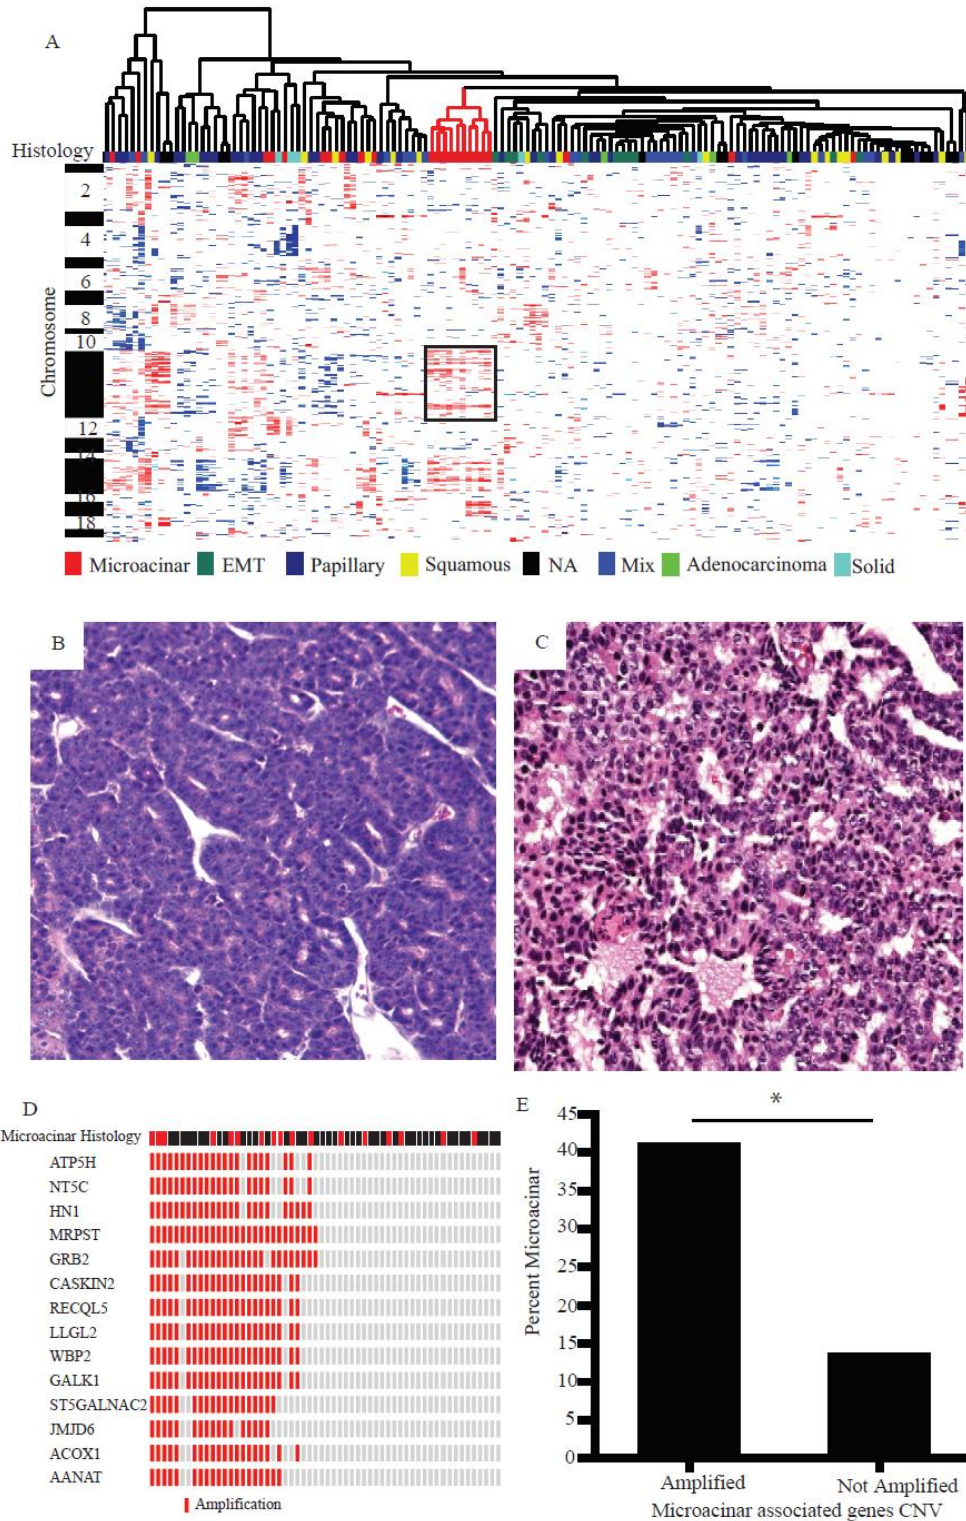 A
Histology
Chromosome
2
4
6
8
10
12
14
16
18
Microacinar EMT Papillary Squamous NA Mix Adenocarcinoma Solid
B
C
D
Microacinar Histology
ATP5H
NT5C
HN1
MRPST
GRB2
CASKIN2
RECQL5
LLGL2
WBP2
GALK1
ST5GALNAC2
JMJD6
ACOX1
AANAT
Amplification
E
*
Percent Microacinar
45
40
35
30
25
20
15
10
5
0
Amplified Not Amplified
Microacinar associated genes CNV